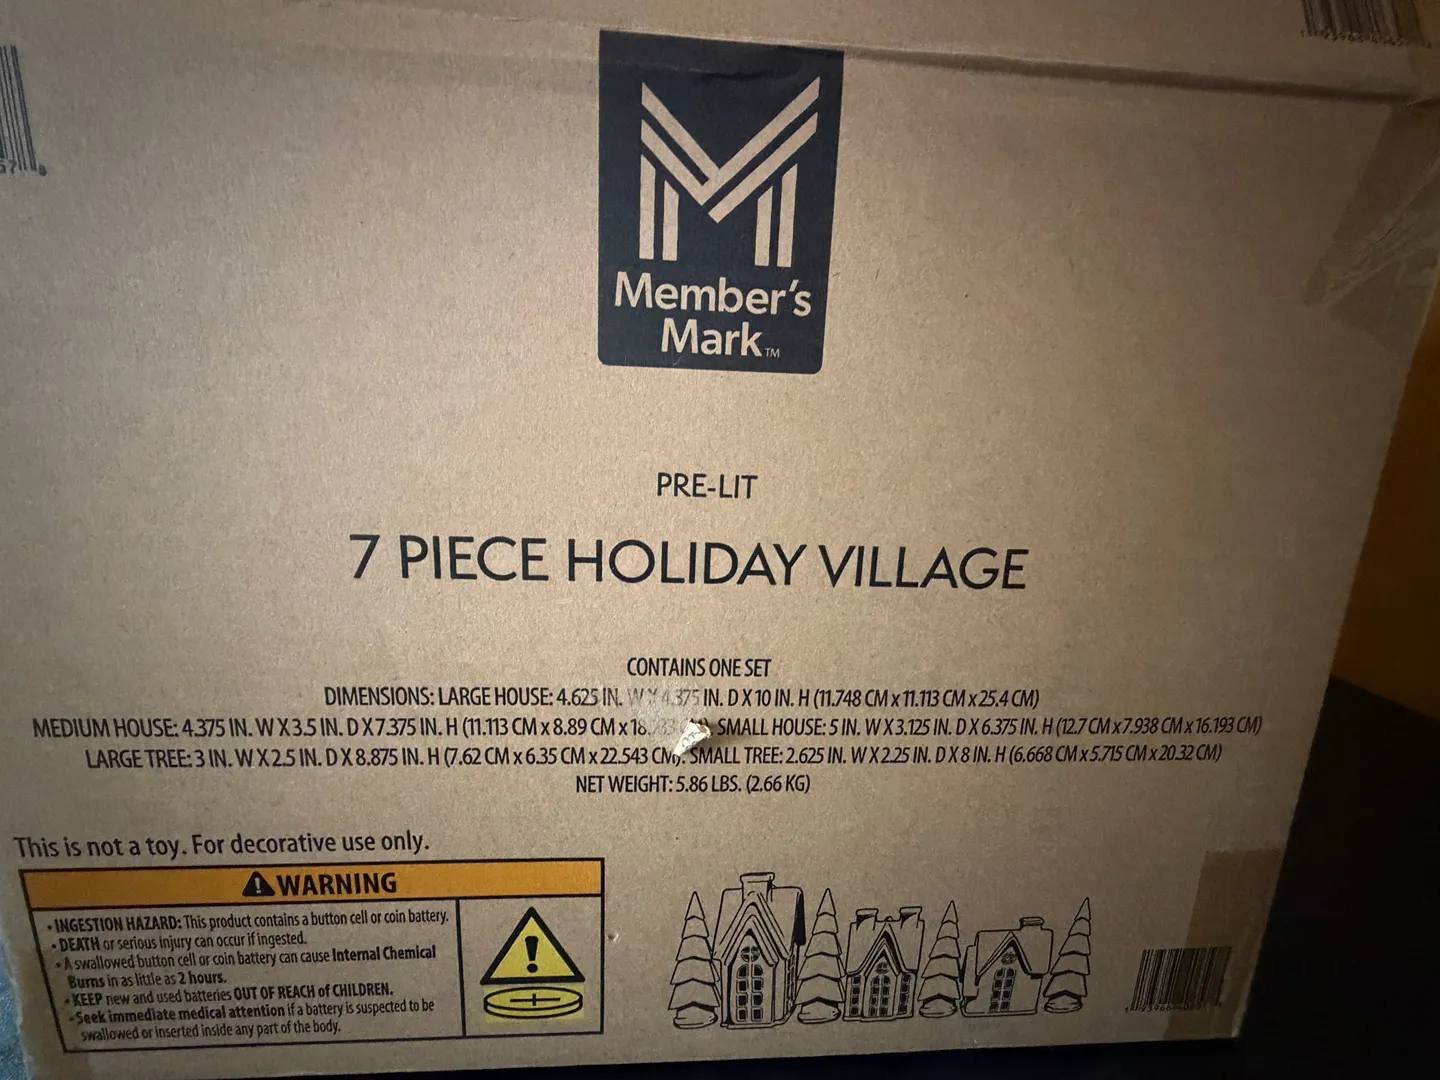 Member's
Mark™
PRE-LIT
7 PIECE HOLIDAY VILLAGE
CONTAINS ONE SET
DIMENSIONS: LARGE HOUSE: 4.625 IN. W X 4.375 IN. D X 10 IN. H (11.748 CM x 11.113 CM x 25.4 CM)
MEDIUM HOUSE: 4.375 IN. W X 3.5 IN. D X 7.375 IN. H (11.113 CM x 8.89 CM x SMALL HOUSE: 5 IN. W X 3.125 IN. D X 6.375 IN. H (12.7 CM x 7.938 CM x 16.193 CM)
LARGE TREE: 3 IN. W X 2.5 IN. D X 8.875 IN. H (7.62 CM x 6.35 CM x 22.543 CM). SMALL TREE: 2.625 IN. W X 2.25 IN. D X 8 IN. H (6.668 CM x 5.715 CM x 20.32 CM)
NET WEIGHT: 5.86 LBS. (2.66 KG)
This is not a toy. For decorative use only.
WARNING
• INGESTION HAZARD: This product contains a button cell or coin battery.
• DEATH or serious injury can occur if ingested.
• A swallowed button cell or coin battery can cause Internal Chemical
Burns in as little as 2 hours.
• KEEP new and used batteries OUT OF REACH of CHILDREN.
• Seek immediate medical attention if a battery is suspected to be
swallowed or inserted inside any part of the body.